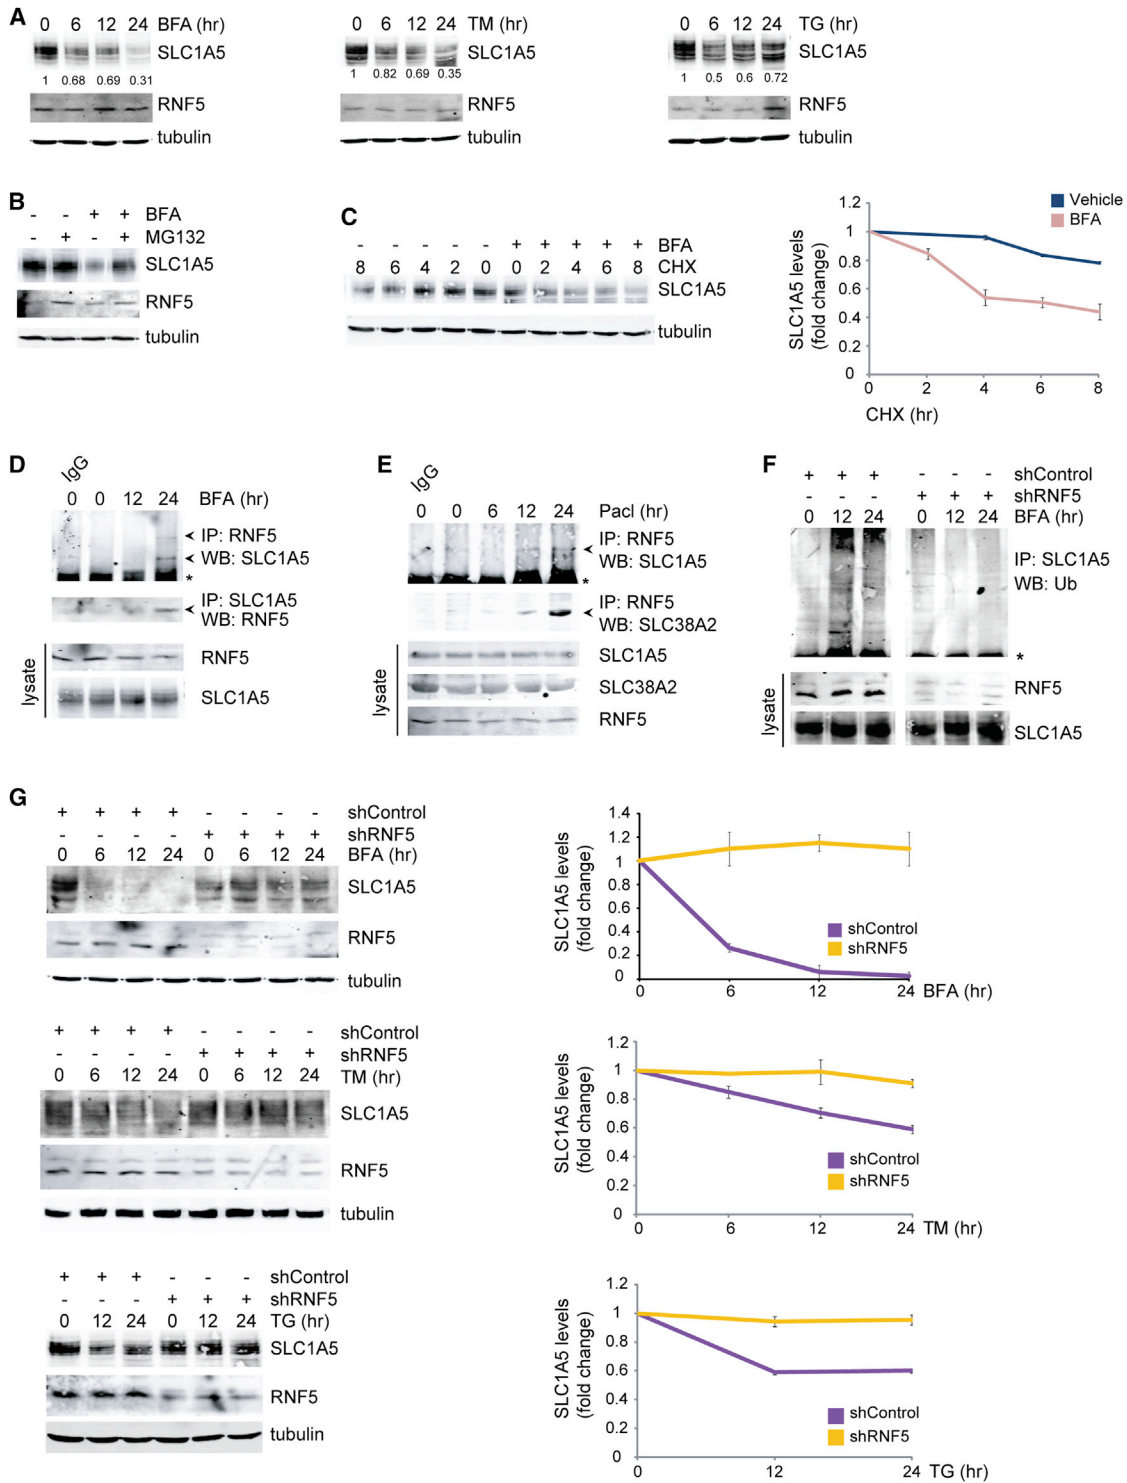 A
0 6 12 24 BFA (hr)
SLC1A5
1 0.68 0.69 0.31
RNF5
tubulin
0 6 12 24 TM (hr)
SLC1A5
1 0.82 0.69 0.35
RNF5
tubulin
0 6 12 24 TG (hr)
SLC1A5
1 0.5 0.6 0.72
RNF5
tubulin
B
- - + + BFA
- + - + MG132
SLC1A5
RNF5
tubulin
C
- - - - - + + + + + BFA
8 6 4 2 0 0 2 4 6 8 CHX
SLC1A5
tubulin
1.2
1
0.8
0.6
0.4
0.2
0
SLC1A5 levels
(fold change)
Vehicle
BFA
0 2 4 6 8
CHX (hr)
D
IgG
0 0 12 24 BFA (hr)
IP: RNF5
WB: SLC1A5
*
IP: SLC1A5
WB: RNF5
lysate
RNF5
SLC1A5
E
IgG
0 0 6 12 24 Pacl (hr)
IP: RNF5
WB: SLC1A5
*
IP: RNF5
WB: SLC38A2
lysate
SLC1A5
SLC38A2
RNF5
F
+ + + - - - shControl
- - - + + + shRNF5
0 12 24 0 12 24 BFA (hr)
IP: SLC1A5
WB: Ub
*
lysate
RNF5
SLC1A5
G
+ + + + - - - - shControl
- - - - + + + + shRNF5
0 6 12 24 0 6 12 24 BFA (hr)
SLC1A5
RNF5
tubulin
1.4
1.2
1
0.8
0.6
0.4
0.2
0
SLC1A5 levels
(fold change)
shControl
shRNF5
0 6 12 24 BFA (hr)
+ + + + - - - - shControl
- - - - + + + + shRNF5
0 6 12 24 0 6 12 24 TM (hr)
SLC1A5
RNF5
tubulin
1.2
1
0.8
0.6
0.4
0.2
0
SLC1A5 levels
(fold change)
shControl
shRNF5
0 6 12 24 TM (hr)
+ + + - - - shControl
- - - + + + shRNF5
0 12 24 0 12 24 TG (hr)
SLC1A5
RNF5
tubulin
1.2
1
0.8
0.6
0.4
0.2
0
SLC1A5 levels
(fold change)
shControl
shRNF5
0 12 24 TG (hr)